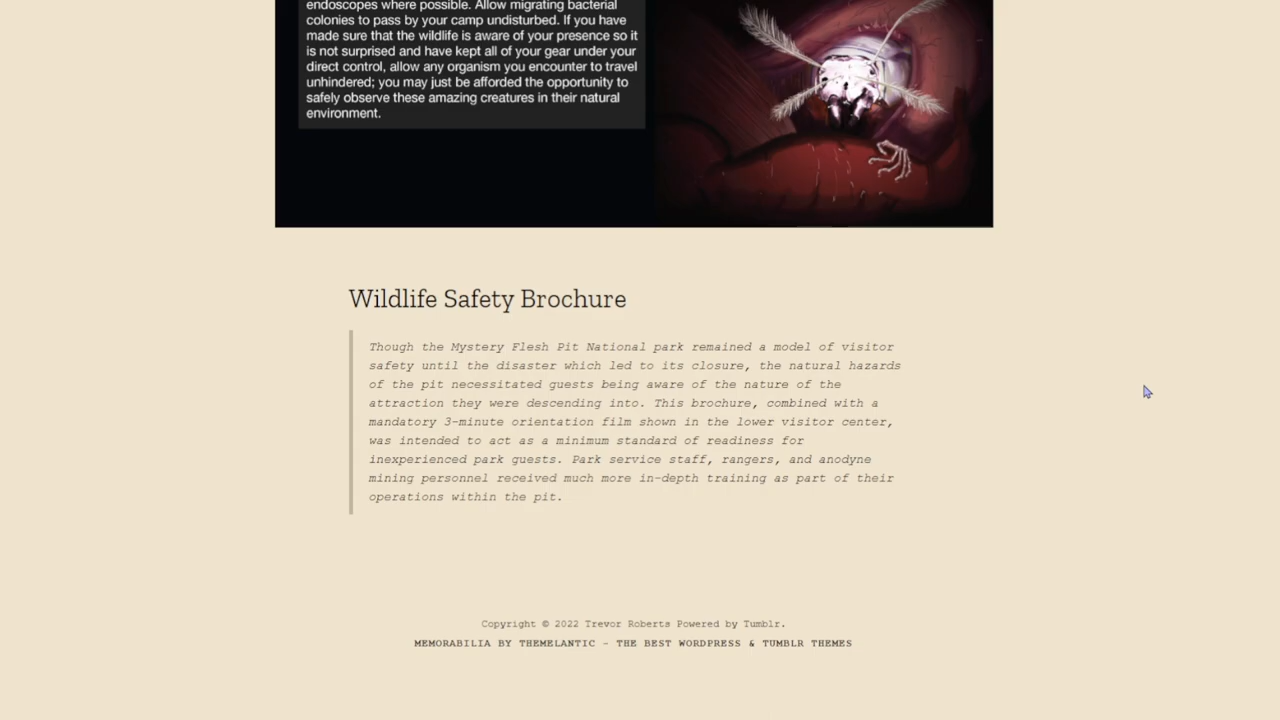 endoscopes where possible. Allow migrating bacterial
colonies to pass by your camp undisturbed. If you have
made sure that the wildlife is aware of your presence so it
is not surprised and have kept all of your gear under your
direct control, allow any organism you encounter to travel
unhindered; you may just be afforded the opportunity to
safely observe these amazing creatures in their natural
environment.
Wildlife Safety Brochure
Though the Mystery Flesh Pit National park remained a model of visitor
safety until the disaster which led to its closure, the natural hazards
of the pit necessitated guests being aware of the nature of the
attraction they were descending into. This brochure, combined with a
mandatory 3-minute orientation film shown in the lower visitor center,
was intended to act as a minimum standard of readiness for
inexperienced park guests. Park service staff, rangers, and anodyne
mining personnel received much more in-depth training as part of their
operations within the pit.
Copyright © 2022 Trevor Roberts Powered by Tumblr.
MEMORABILIA BY THEMELANTIC - THE BEST WORDPRESS & TUMBLR THEMES